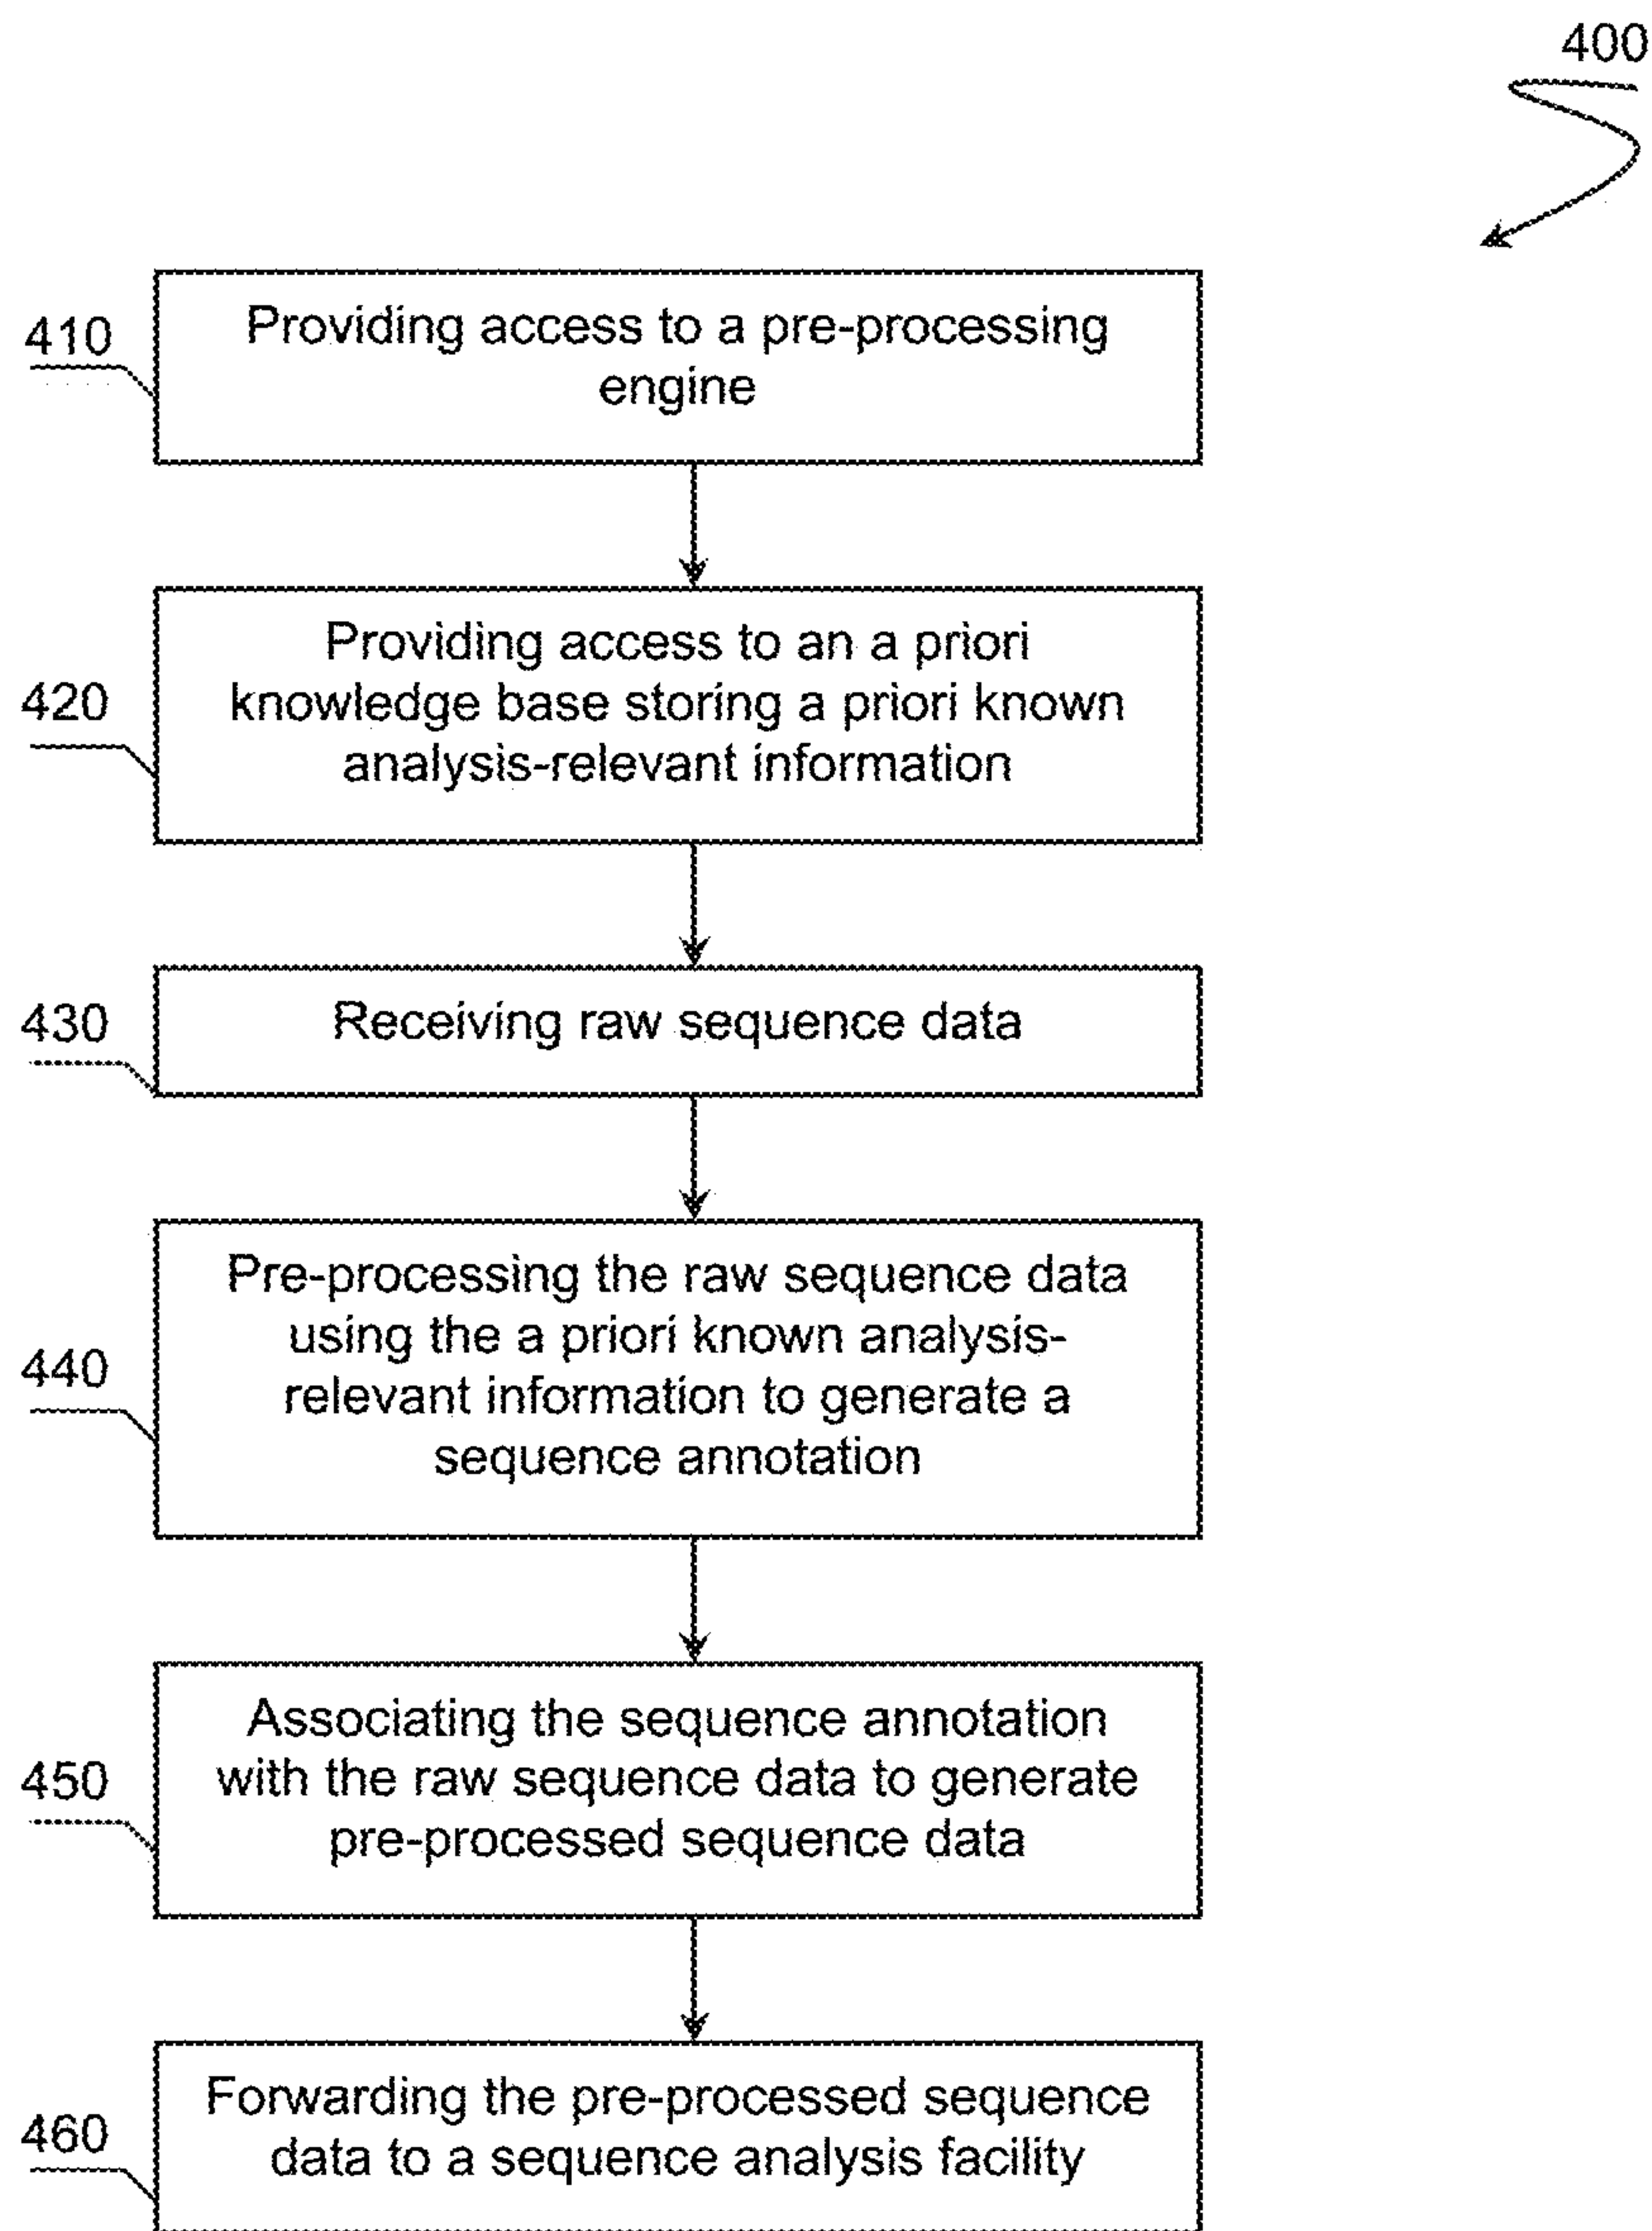 400
410
Providing access to a pre-processing
engine
420
Providing access to an a priori
knowledge base storing a priori known
analysis-relevant information
430
Receiving raw sequence data
440
Pre-processing the raw sequence data
using the a priori known analysis-
relevant information to generate a
sequence annotation
450
Associating the sequence annotation
with the raw sequence data to generate
pre-processed sequence data
460
Forwarding the pre-processed sequence
data to a sequence analysis facility